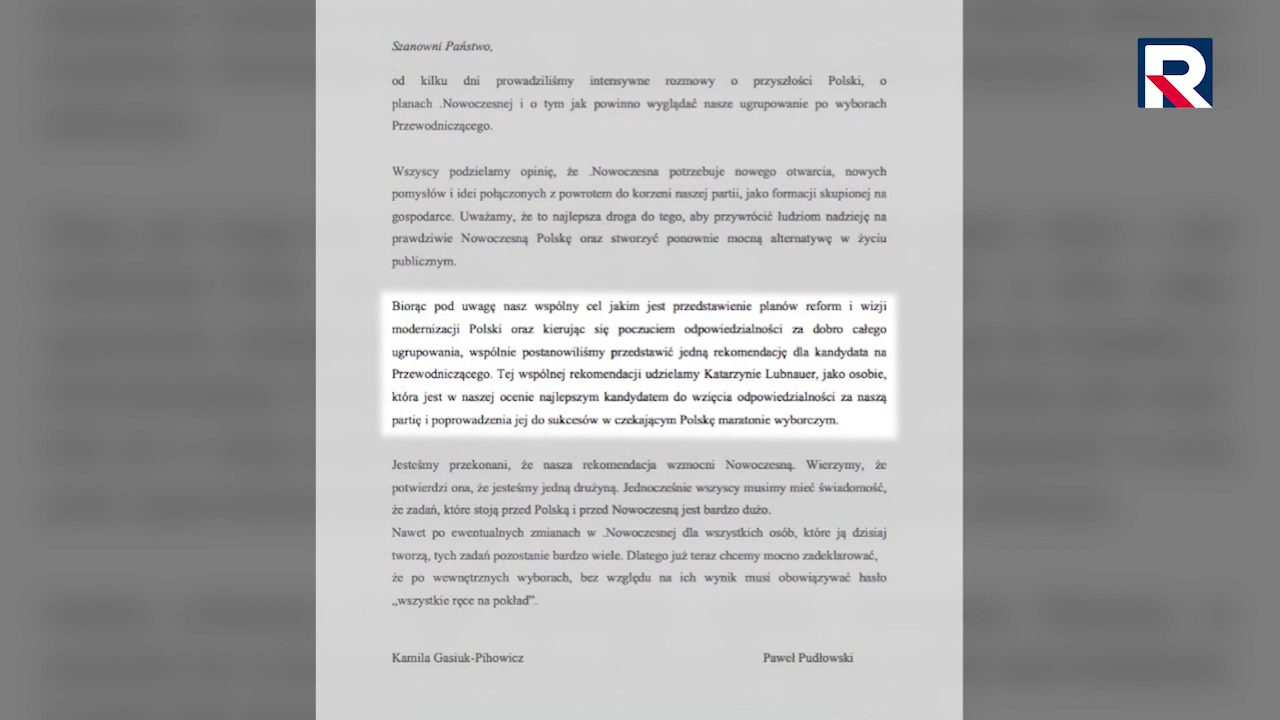 Szanowni Państwo,
od kilku dni prowadziliśmy intensywne rozmowy o przyszłości Polski, o
planach .Nowoczesnej i o tym jak powinno wyglądać nasze ugrupowanie po wyborach
Przewodniczącego.
Wszyscy podzielamy opinię, że .Nowoczesna potrzebuje nowego otwarcia, nowych
pomysłów i idei połączonych z powrotem do korzeni naszej partii, jako formacji skupionej na
gospodarce. Uważamy, że to najlepsza droga do tego, aby przywrócić ludziom nadzieję na
prawdziwie Nowoczesną Polskę oraz stworzyć ponownie mocną alternatywę w życiu
publicznym.
Biorąc pod uwagę nasz wspólny cel jakim jest przedstawienie planów reform i wizji
modernizacji Polski oraz kierując się poczuciem odpowiedzialności za dobro całego
ugrupowania, wspólnie postanowiliśmy przedstawić jedną rekomendację dla kandydata na
Przewodniczącego. Tej wspólnej rekomendacji udzielamy Katarzynie Lubnauer, jako osobie,
która jest w naszej ocenie najlepszym kandydatem do wzięcia odpowiedzialności za naszą
partię i poprowadzenia jej do sukcesów w czekającym Polskę maratonie wyborczym.
Jesteśmy przekonani, że nasza rekomendacja wzmocni Nowoczesną. Wierzymy, że
potwierdzi ona, że jesteśmy jedną drużyną. Jednocześnie wszyscy musimy mieć świadomość,
że zadań, które stoją przed Polską i przed Nowoczesną jest bardzo dużo.
Nawet po ewentualnych zmianach w .Nowoczesnej dla wszystkich osób, które ją dzisiaj
tworzą, tych zadań pozostanie bardzo wiele. Dlatego już teraz chcemy mocno zadeklarować,
że po wewnętrznych wyborach, bez względu na ich wynik musi obowiązywać hasło
„wszystkie ręce na pokład”.
Kamila Gasiuk-Pihowicz Paweł Pudłowski
R